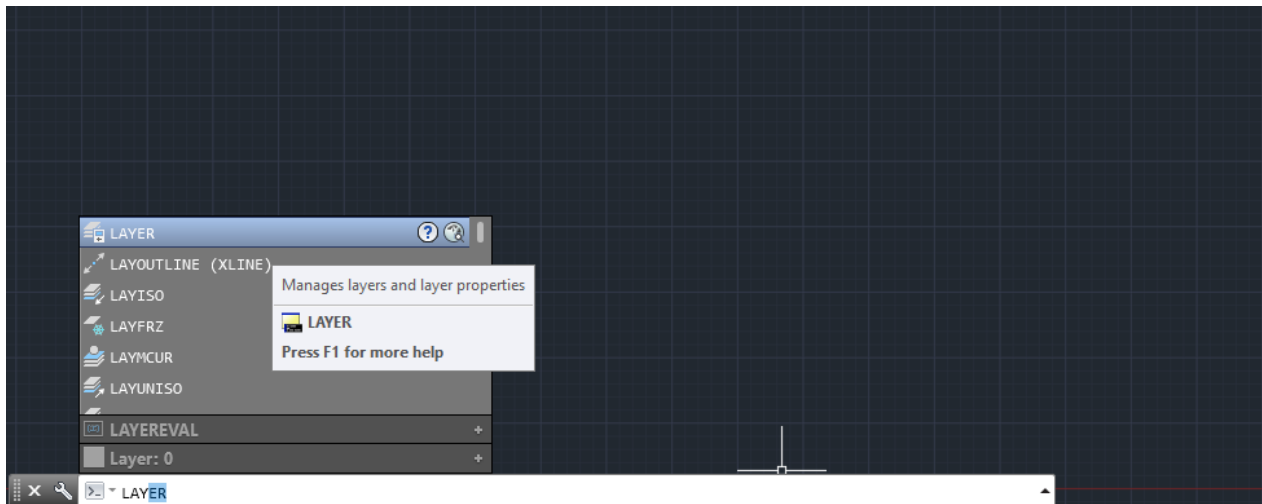 LAYER
LAYOUTLINE (XLINE)
LAYISO
LAYFRZ
LAYMCUR
LAYUNISO
Manages layers and layer properties
LAYER
Press F1 for more help
LAYEREVAL +
Layer: 0 +
LAYER